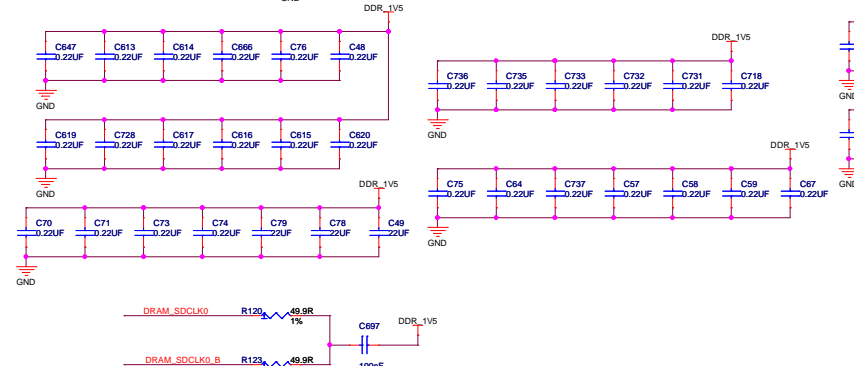 GND
DDR_1V5
C647 C613 C614 C666 C76 C48
0.22UF 0.22UF 0.22UF 0.22UF 0.22UF 0.22UF
GND
C619 C728 C617 C616 C615 C620
0.22UF 0.22UF 0.22UF 0.22UF 0.22UF 0.22UF
GND
DDR_1V5
C70 C71 C73 C74 C79 C78 C49
0.22UF 0.22UF 0.22UF 0.22UF 22UF 0.22UF 22UF
GND
DDR_1V5
C736 C735 C733 C732 C731 C718
0.22UF 0.22UF 0.22UF 0.22UF 0.22UF 0.22UF
GND
DDR_1V5
C75 C64 C737 C57 C58 C59 C67
0.22UF 0.22UF 0.22UF 0.22UF 0.22UF 0.22UF 0.22UF
GND
GND
GND
DRAM_SDCLK0 R120 49.9R
1%
C697 DDR_1V5
DRAM_SDCLK0_B R123 49.9R
100nF